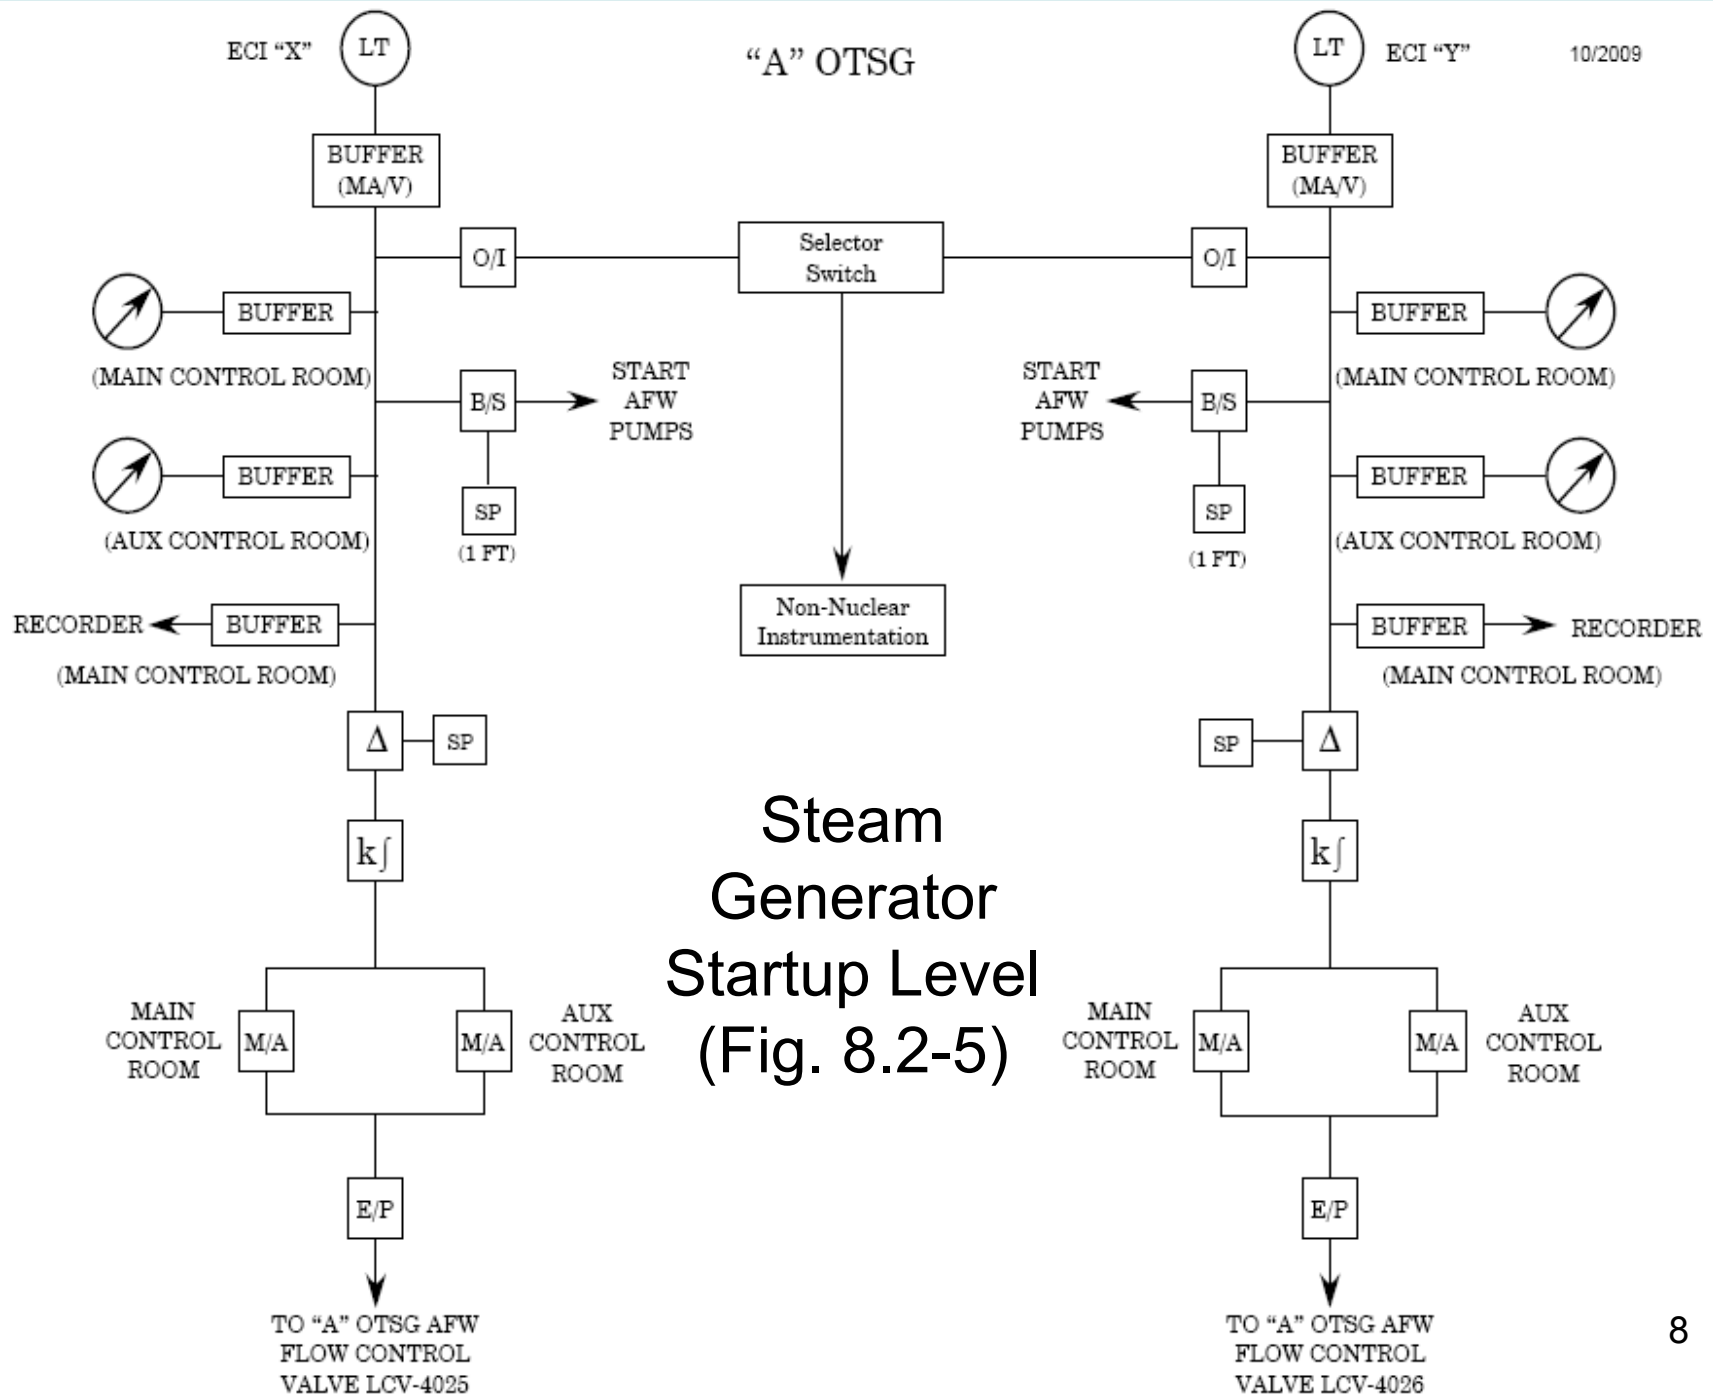 ECI “X”
LT
“A” OTSG
LT
ECI “Y”
10/2009
BUFFER
(MA/V)
BUFFER
(MA/V)
O/I
Selector
Switch
O/I
BUFFER
(MAIN CONTROL ROOM)
BUFFER
(MAIN CONTROL ROOM)
B/S
START
AFW
PUMPS
START
AFW
PUMPS
B/S
BUFFER
(AUX CONTROL ROOM)
SP
(1 FT)
SP
(1 FT)
BUFFER
(AUX CONTROL ROOM)
RECORDER
BUFFER
(MAIN CONTROL ROOM)
Non-Nuclear
Instrumentation
BUFFER
RECORDER
(MAIN CONTROL ROOM)
Δ
SP
SP
Δ
k∫
k∫
Steam
Generator
Startup Level
(Fig. 8.2-5)
MAIN
CONTROL
ROOM
M/A
M/A
AUX
CONTROL
ROOM
MAIN
CONTROL
ROOM
M/A
M/A
AUX
CONTROL
ROOM
E/P
E/P
TO “A” OTSG AFW
FLOW CONTROL
VALVE LCV-4025
TO “A” OTSG AFW
FLOW CONTROL
VALVE LCV-4026
8